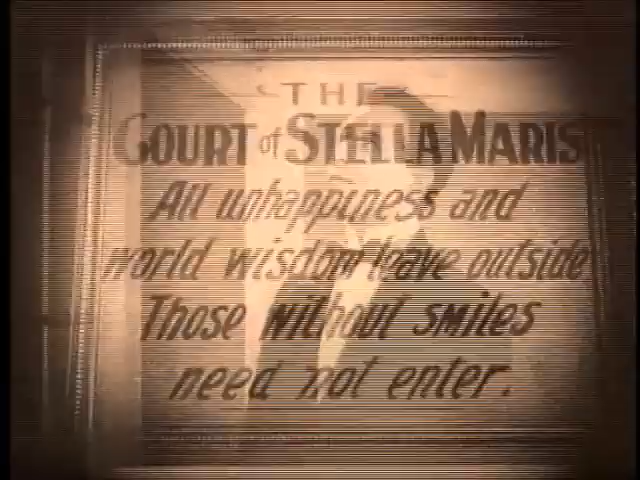 THE
COURT of STELLA MARIS
All unhappiness and
world wisdom leave outside
Those without smiles
need not enter.